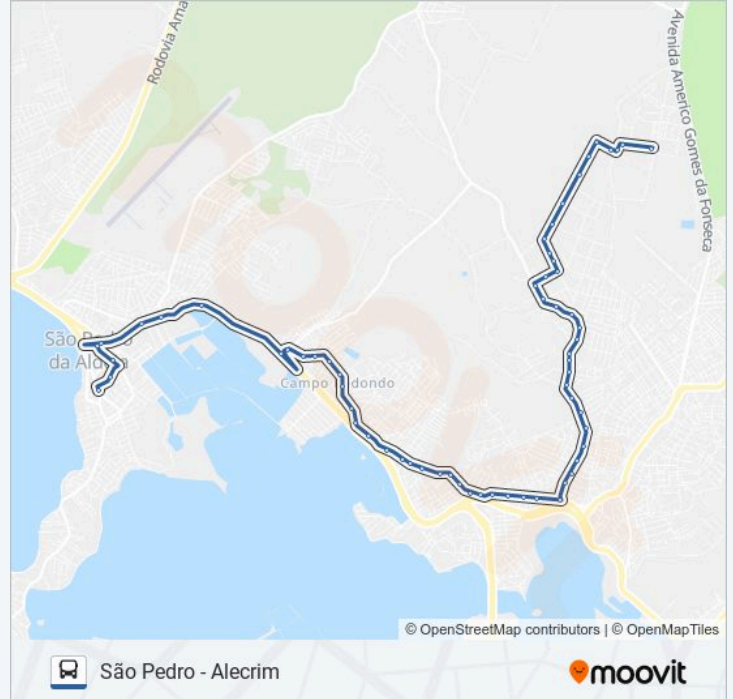 Rodovia Ama
Avenida Americo Gomes da Fonseca
São Pedro
da Aldeia
Campo Redondo
© OpenStreetMap contributors | © OpenMapTiles
São Pedro - Alecrim
moovit